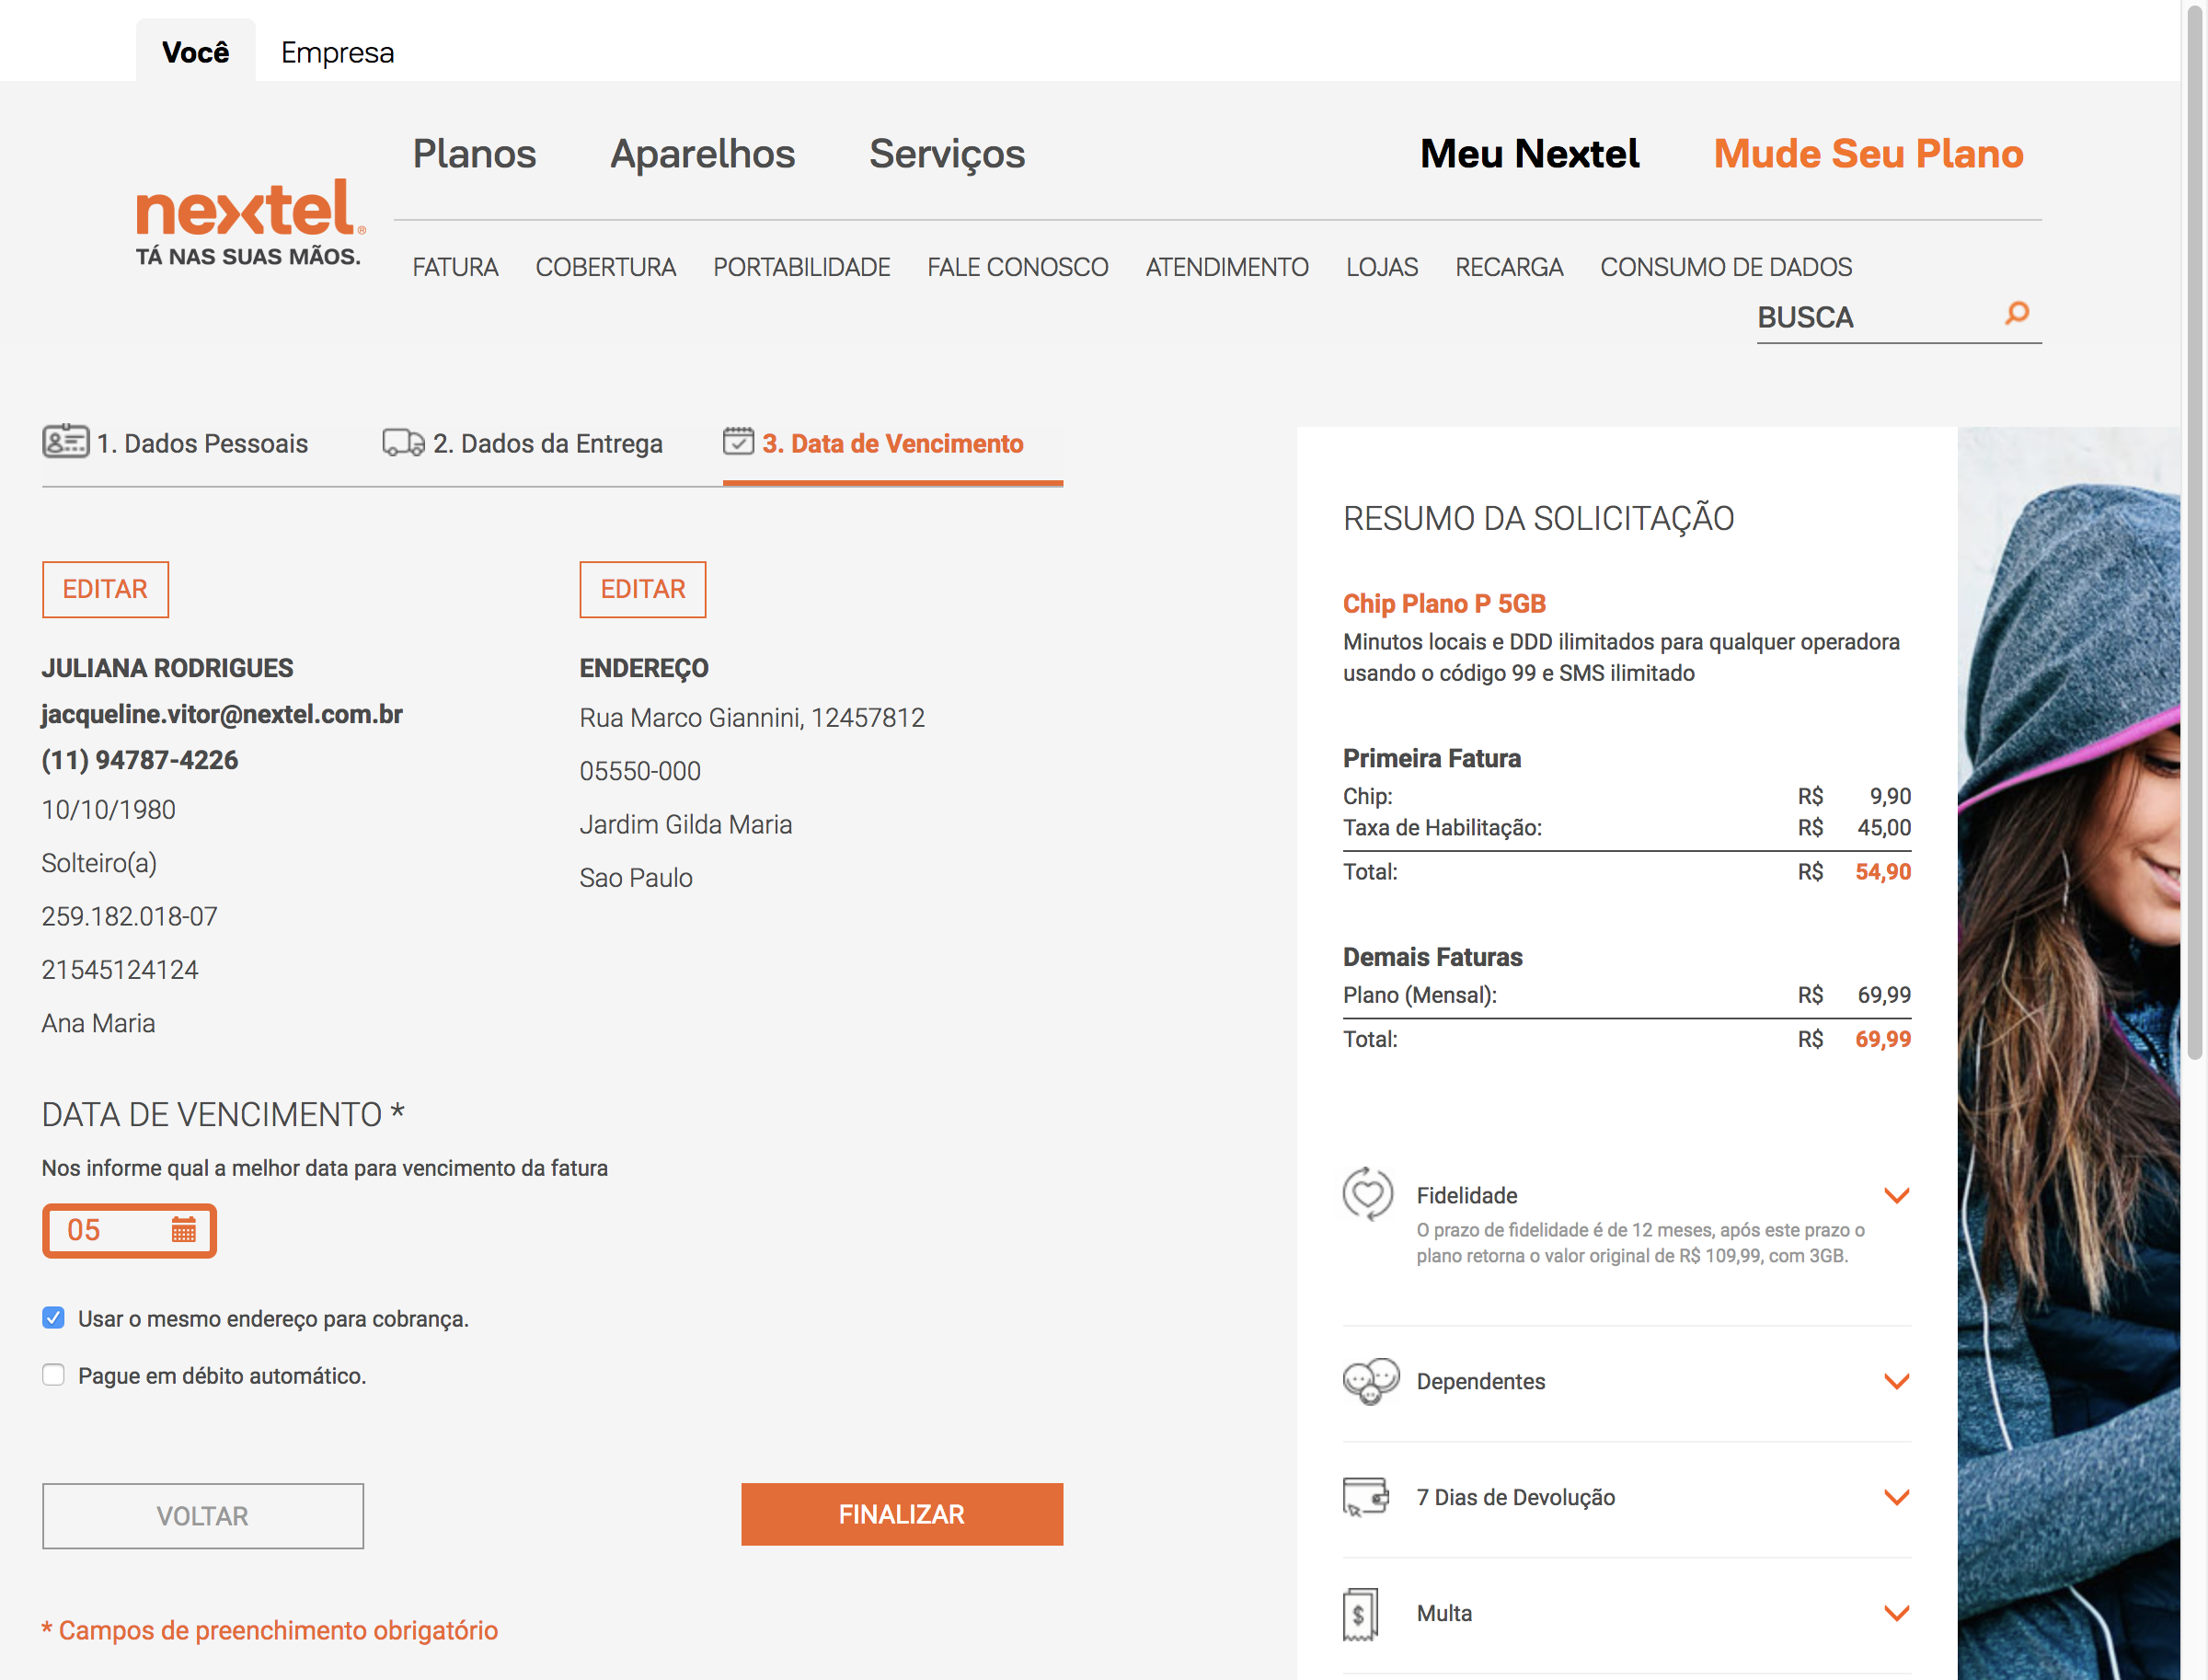 Você Empresa
Planos Aparelhos Serviços Meu Nextel Mude Seu Plano
nextel®
TÁ NAS SUAS MÃOS.
FATURA COBERTURA PORTABILIDADE FALE CONOSCO ATENDIMENTO LOJAS RECARGA CONSUMO DE DADOS
BUSCA
1. Dados Pessoais 2. Dados da Entrega 3. Data de Vencimento
EDITAR
JULIANA RODRIGUES
jacqueline.vitor@nextel.com.br
(11) 94787-4226
10/10/1980
Solteiro(a)
259.182.018-07
21545124124
Ana Maria
EDITAR
ENDEREÇO
Rua Marco Giannini, 12457812
05550-000
Jardim Gilda Maria
Sao Paulo
DATA DE VENCIMENTO *
Nos informe qual a melhor data para vencimento da fatura
05
Usar o mesmo endereço para cobrança.
Pague em débito automático.
VOLTAR FINALIZAR
* Campos de preenchimento obrigatório
RESUMO DA SOLICITAÇÃO
Chip Plano P 5GB
Minutos locais e DDD ilimitados para qualquer operadora
usando o código 99 e SMS ilimitado
Primeira Fatura
Chip: R$ 9,90
Taxa de Habilitação: R$ 45,00
Total: R$ 54,90
Demais Faturas
Plano (Mensal): R$ 69,99
Total: R$ 69,99
Fidelidade
O prazo de fidelidade é de 12 meses, após este prazo o
plano retorna o valor original de R$ 109,99, com 3GB.
Dependentes
7 Dias de Devolução
$ Multa